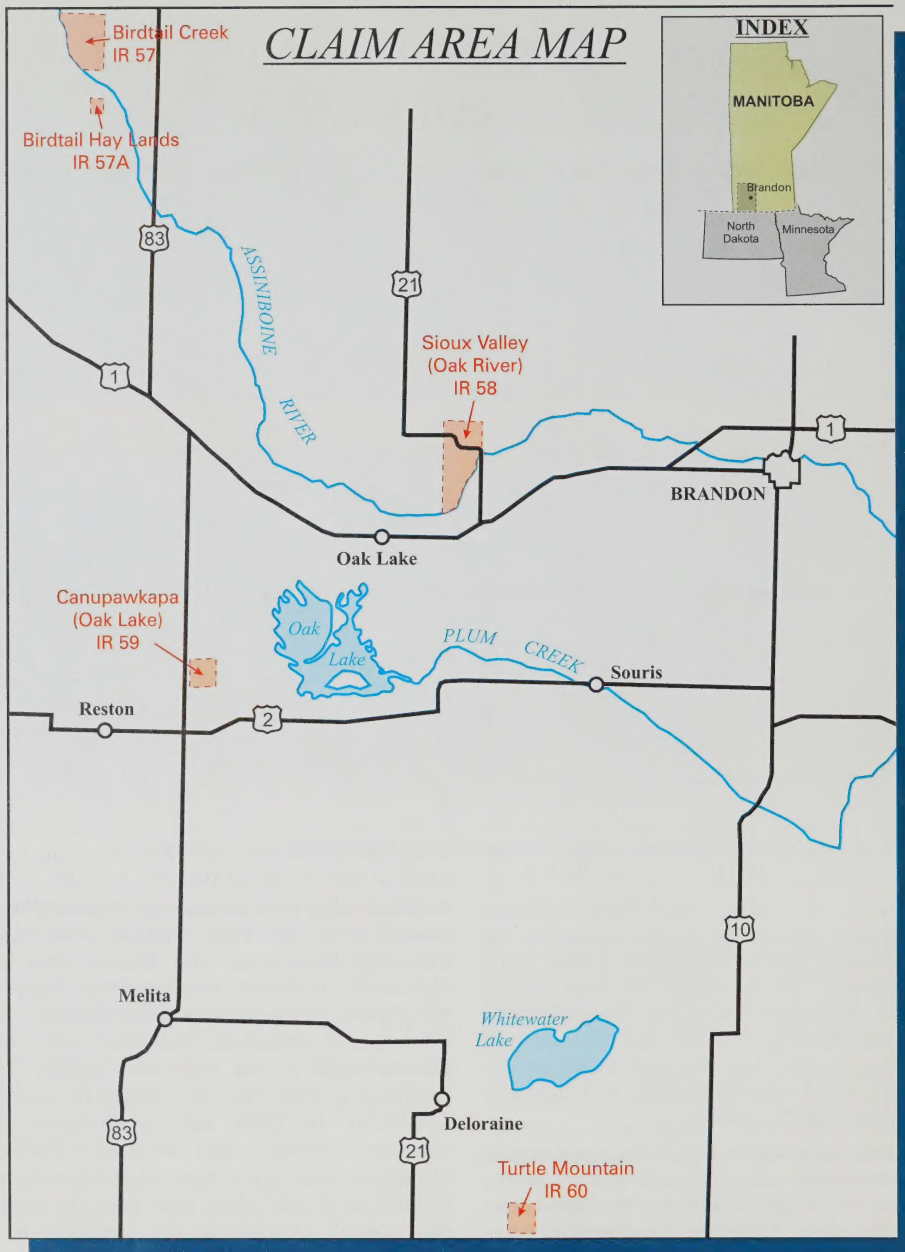 CLAIM AREA MAP
INDEX
MANITOBA
Brandon
North
Dakota
Minnesota
Birdtail Creek
IR 57
Birdtail Hay Lands
IR 57A
83
ASSINIBOINE
RIVER
21
1
Sioux Valley
(Oak River)
IR 58
1
BRANDON
Oak Lake
Canupawkapa
(Oak Lake)
IR 59
Oak
Lake
PLUM
CREEK
Souris
Reston
2
10
Melita
Whitewater
Lake
Deloraine
83
21
Turtle Mountain
IR 60